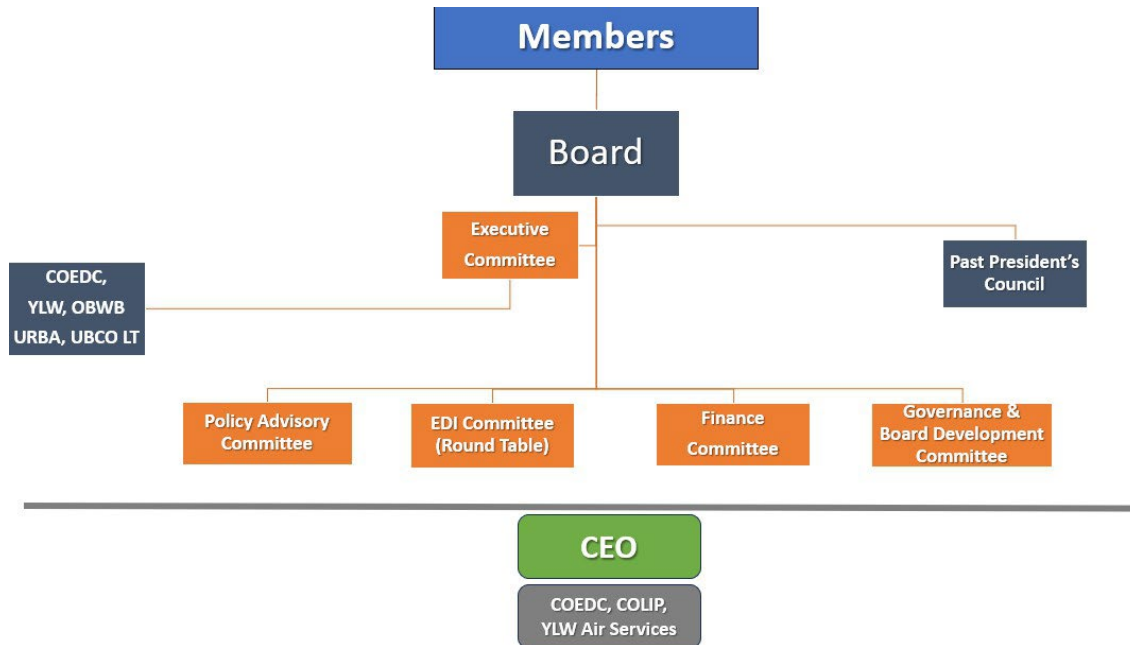 Members
Board
Executive
Committee
COEDC,
YLW, OBWB
URBA, UBCO LT
Past President’s
Council
Policy Advisory
Committee
EDI Committee
(Round Table)
Finance
Committee
Governance &
Board Development
Committee
CEO
COEDC, COLIP,
YLW Air Services